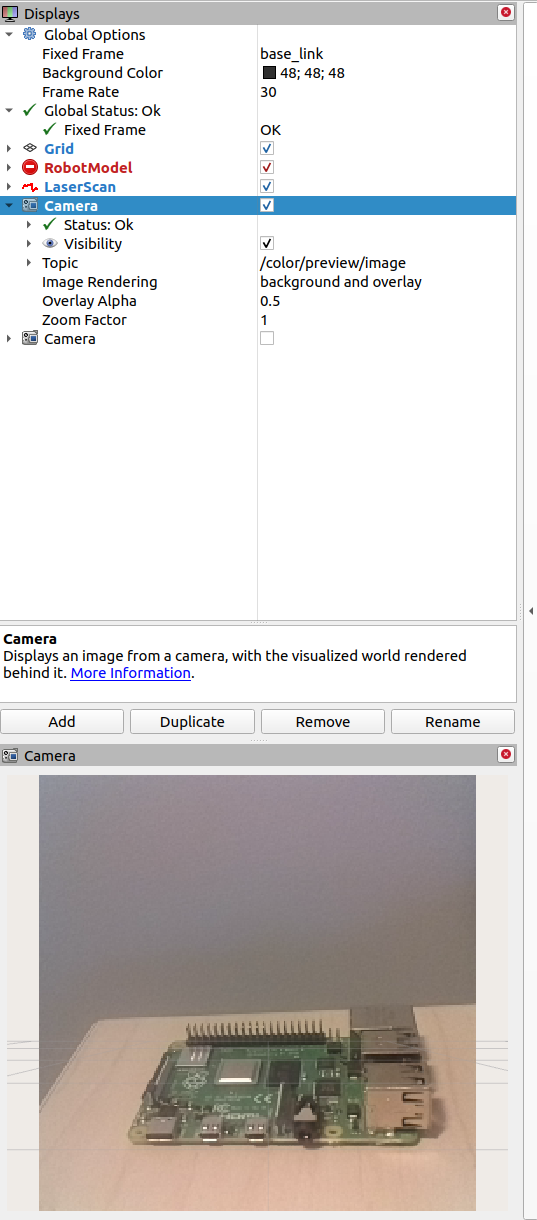 Displays
Global Options
Fixed Frame base_link
Background Color 48; 48; 48
Frame Rate 30
Global Status: Ok
Fixed Frame OK
Grid
RobotModel
LaserScan
Camera
Status: Ok
Visibility
Topic /color/preview/image
Image Rendering background and overlay
Overlay Alpha 0.5
Zoom Factor 1
Camera
Camera
Displays an image from a camera, with the visualized world rendered
behind it. More Information.
Add Duplicate Remove Rename
Camera
CE
HDMI